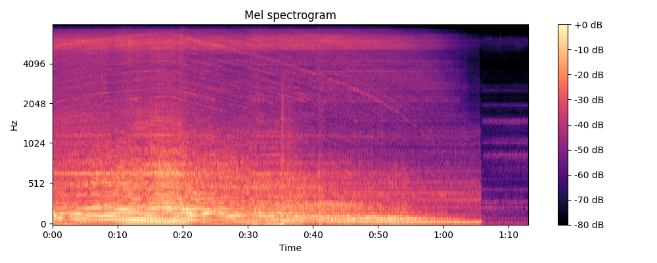 Mel spectrogram
+0 dB
-10 dB
-20 dB
-30 dB
-40 dB
-50 dB
-60 dB
-70 dB
-80 dB
Hz
4096
2048
1024
512
0
0:00 0:10 0:20 0:30 0:40 0:50 1:00 1:10
Time